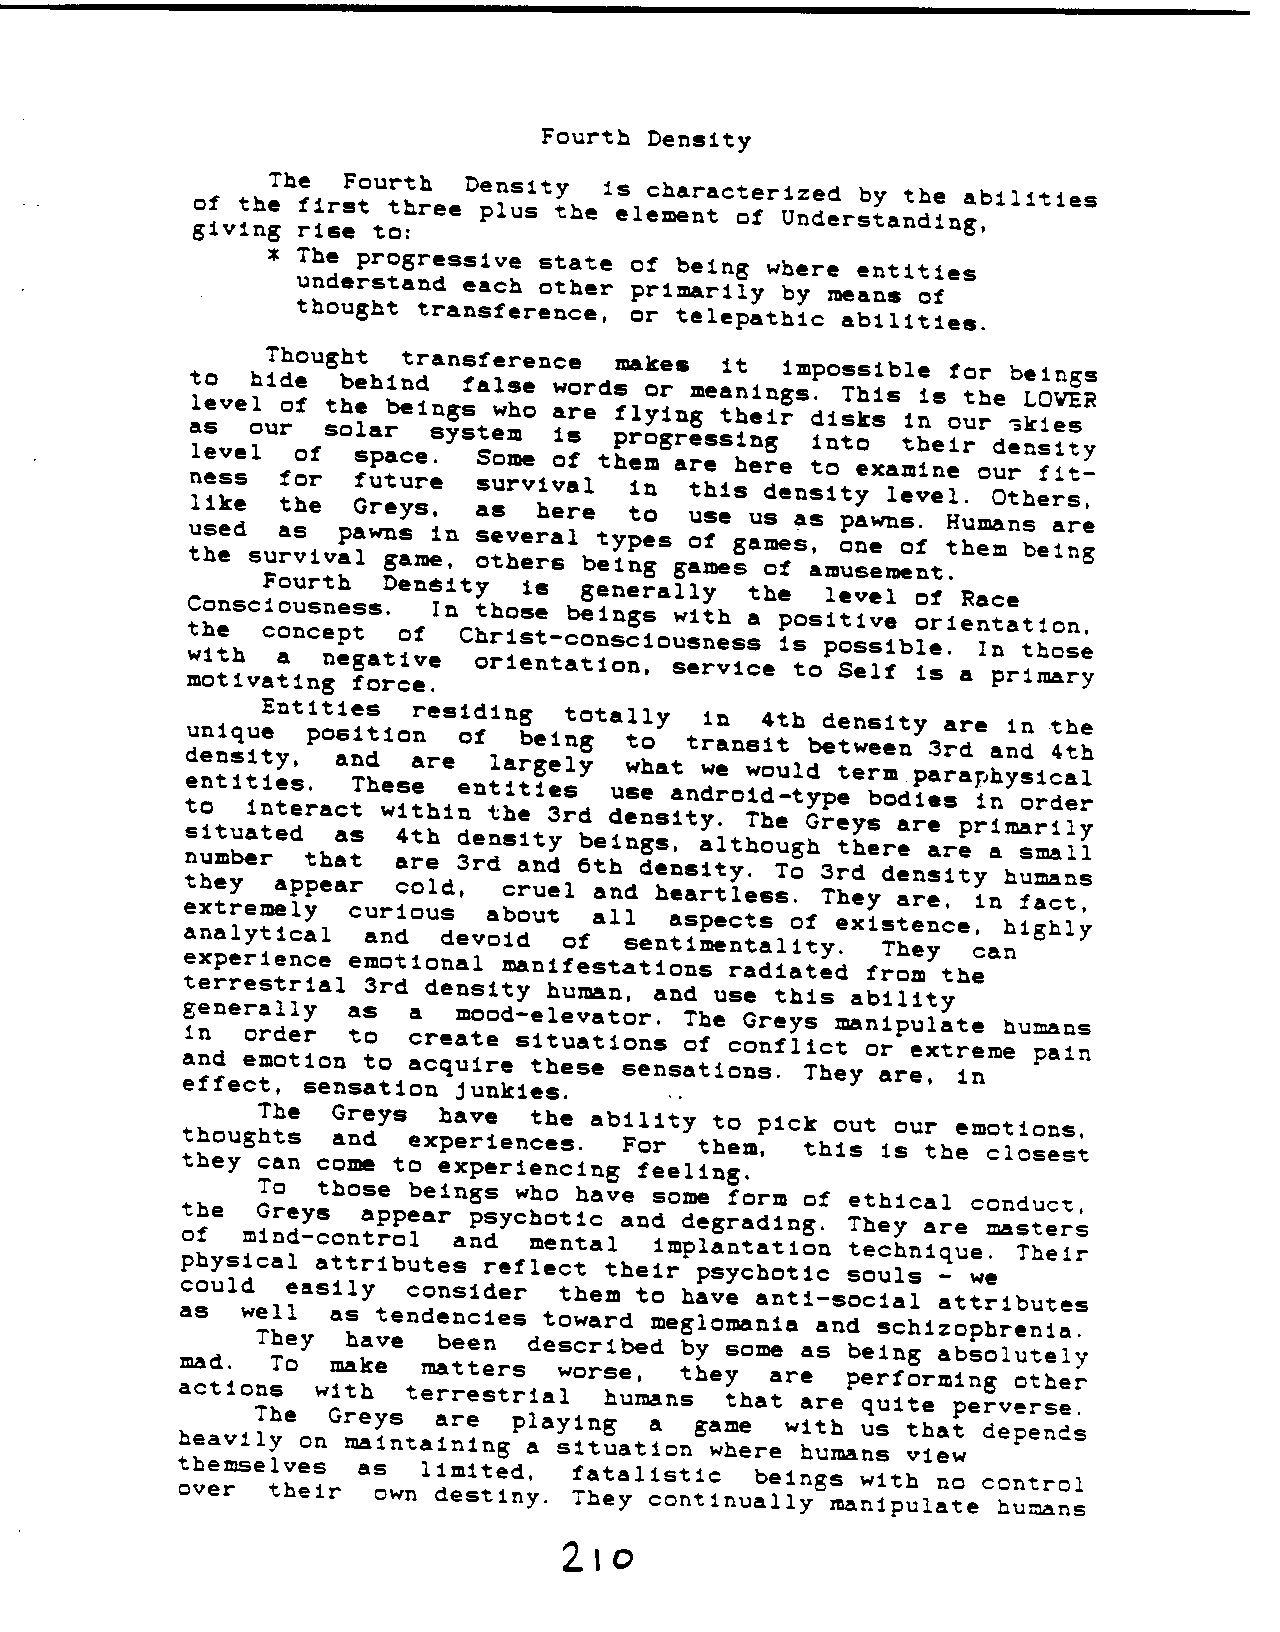 Fourth Density
The Fourth Density is characterized by the abilities
of the first three plus the element of Understanding,
giving rise to:
* The progressive state of being where entities
understand each other primarily by means of
thought transference, or telepathic abilities.
Thought transference makes it impossible for beings
to hide behind false words or meanings. This is the LOWER
level of the beings who are flying their disks in our skies
as our solar system is progressing into their density
level of space. Some of them are here to examine our fit-
ness for future survival in this density level. Others,
like the Greys, as here to use us as pawns. Humans are
used as pawns in several types of games, one of them being
the survival game, others being games of amusement.
Fourth Density is generally the level of Race
Consciousness. In those beings with a positive orientation,
the concept of Christ-consciousness is possible. In those
with a negative orientation, service to Self is a primary
motivating force.
Entities residing totally in 4th density are in the
unique position of being to transit between 3rd and 4th
density, and are largely what we would term paraphysical
entities. These entities use android-type bodies in order
to interact within the 3rd density. The Greys are primarily
situated as 4th density beings, although there are a small
number that are 3rd and 6th density. To 3rd density humans
they appear cold, cruel and heartless. They are, in fact,
extremely curious about all aspects of existence, highly
analytical and devoid of sentimentality. They can
experience emotional manifestations radiated from the
terrestrial 3rd density human, and use this ability
generally as a mood-elevator. The Greys manipulate humans
in order to create situations of conflict or extreme pain
and emotion to acquire these sensations. They are, in
effect, sensation junkies.
The Greys have the ability to pick out our emotions,
thoughts and experiences. For them, this is the closest
they can come to experiencing feeling.
To those beings who have some form of ethical conduct,
the Greys appear psychotic and degrading. They are masters
of mind-control and mental implantation technique. Their
physical attributes reflect their psychotic souls - we
could easily consider them to have anti-social attributes
as well as tendencies toward meglomania and schizophrenia.
They have been described by some as being absolutely
mad. To make matters worse, they are performing other
actions with terrestrial humans that are quite perverse.
The Greys are playing a game with us that depends
heavily on maintaining a situation where humans view
themselves as limited, fatalistic beings with no control
over their own destiny. They continually manipulate humans
210